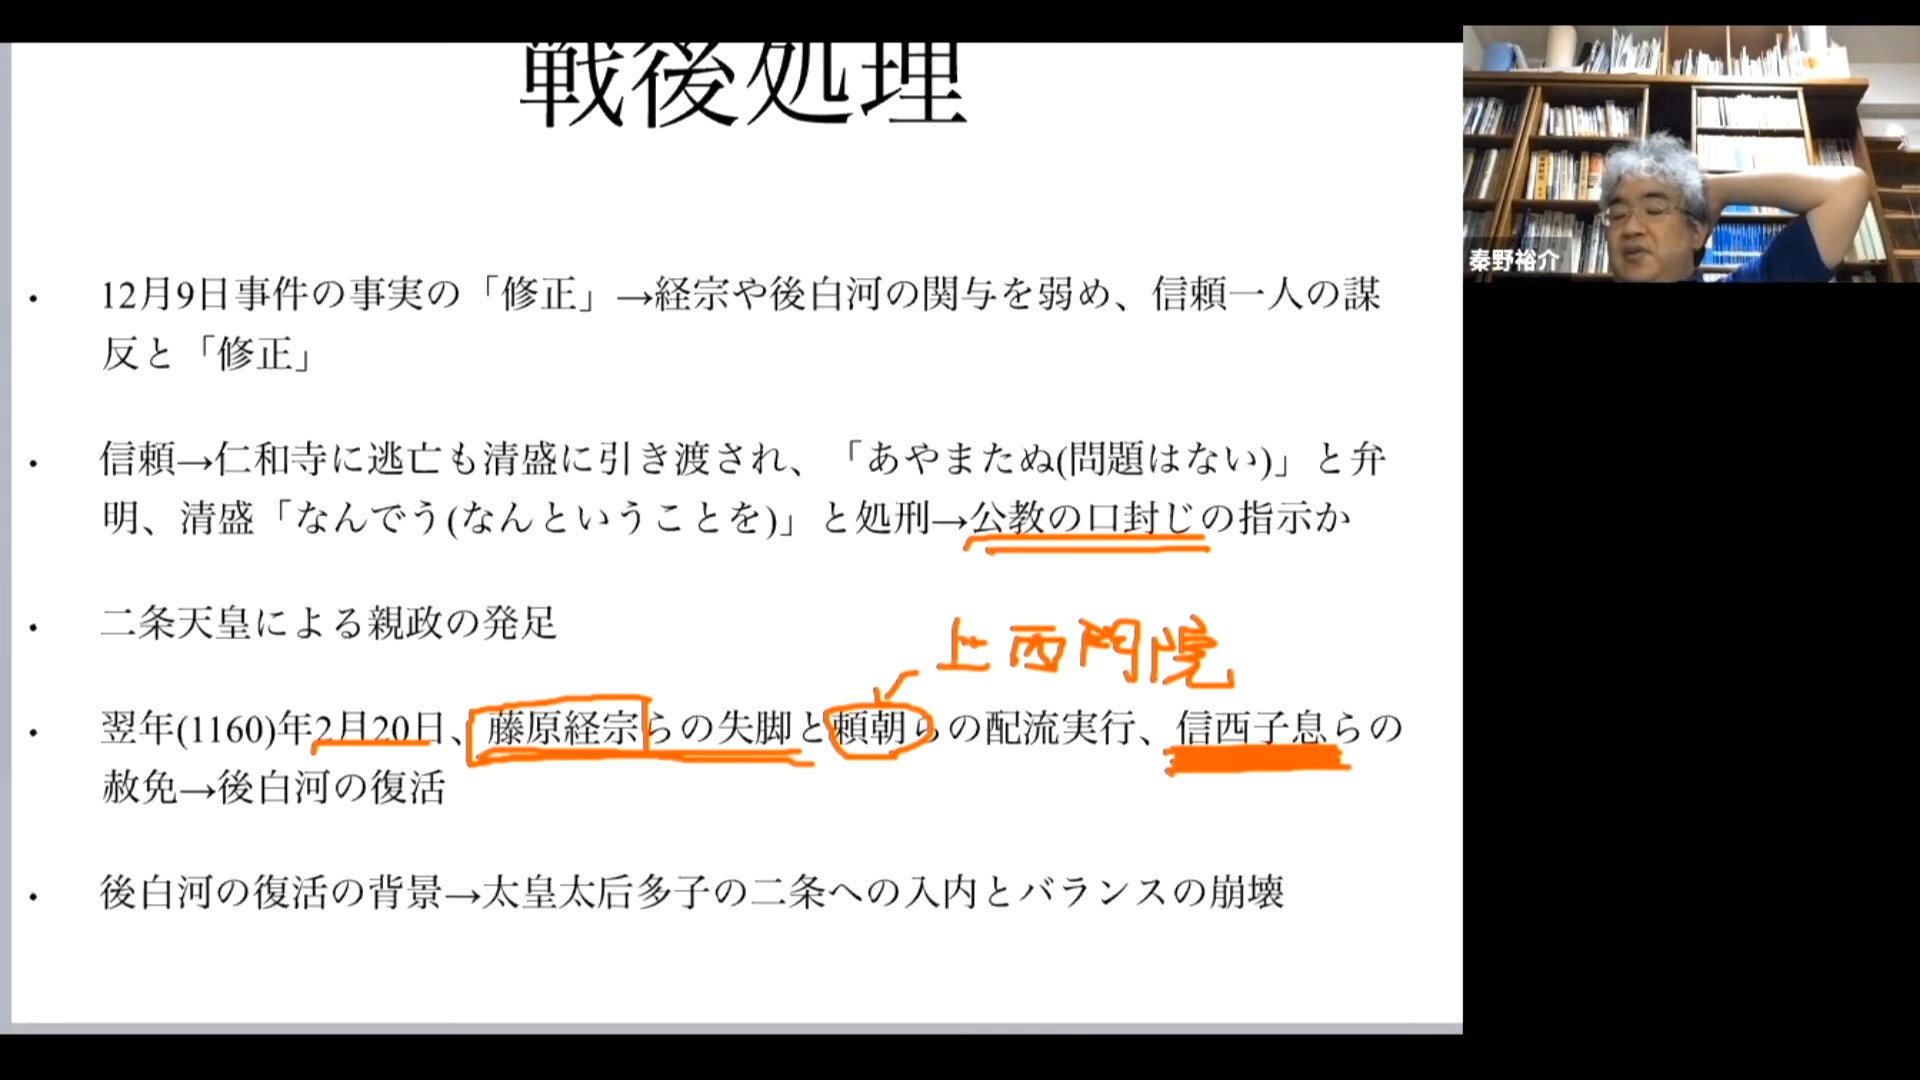 戦後処理
秦野裕介
・ 12月9日事件の事実の「修正」→経宗や後白河の関与を弱め、信頼一人の謀
反と「修正」
・ 信頼→仁和寺に逃亡も清盛に引き渡され、「あやまたぬ(問題はない)」と弁
明、清盛「なんでう(なんということを)」と処刑→公教の口封じの指示か
・ 二条天皇による親政の発足
上西門院
・ 翌年(1160)年2月20日、藤原経宗らの失脚と頼朝らの配流実行、信西子息らの
赦免→後白河の復活
・ 後白河の復活の背景→太皇太后多子の二条への入内とバランスの崩壊